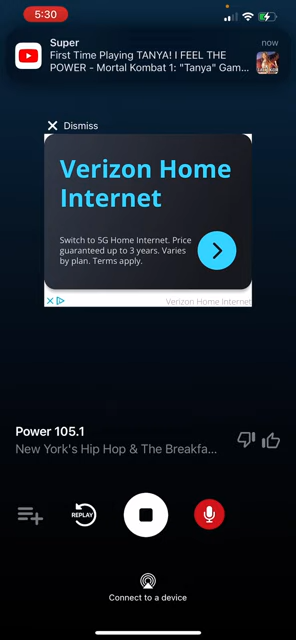 5:30
Super
now
First Time Playing TANYA! I FEEL THE
POWER - Mortal Kombat 1: "Tanya" Gam...
Dismiss
Verizon Home
Internet
Switch to 5G Home Internet. Price
guaranteed up to 3 years. Varies
by plan. Terms apply.
Verizon Home Internet
Power 105.1
New York's Hip Hop & The Breakfa...
REPLAY
Connect to a device